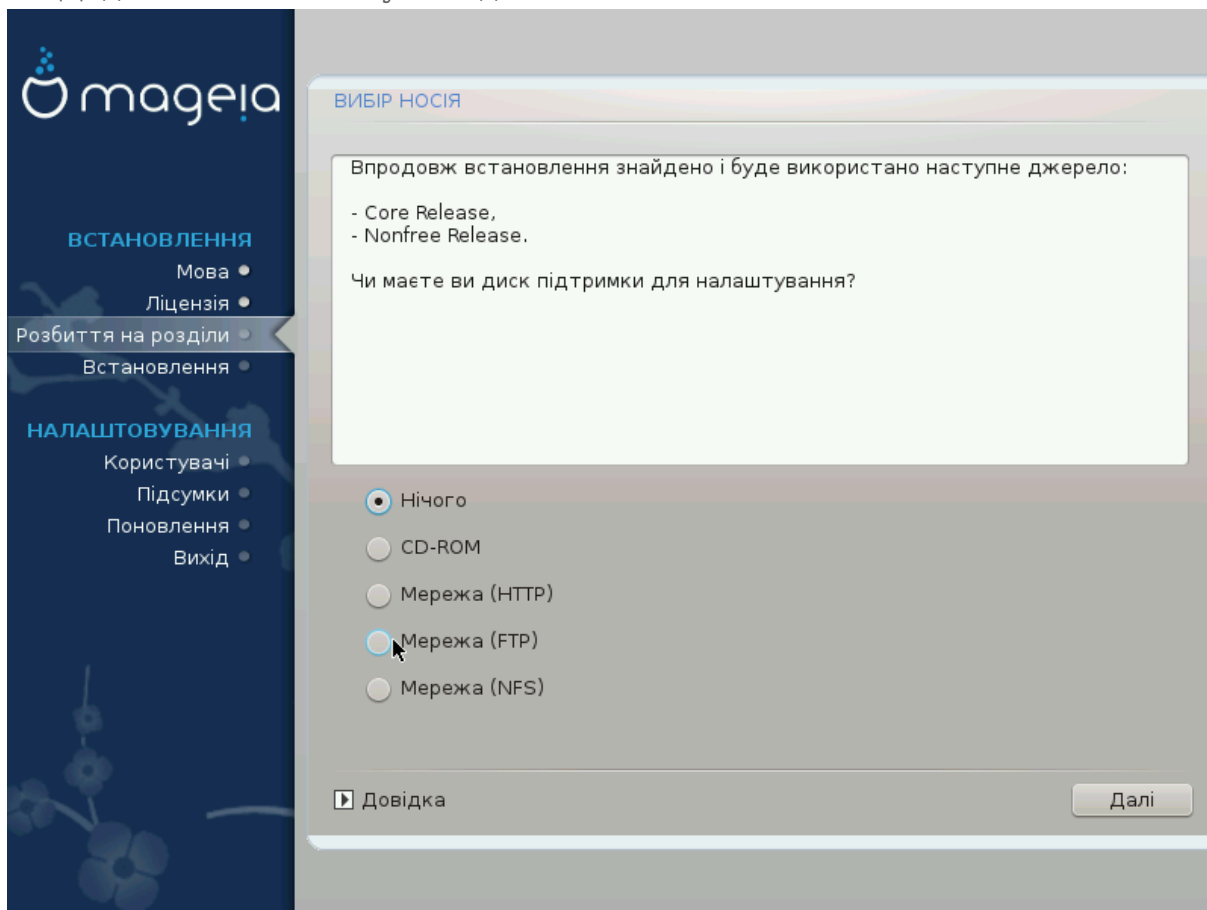 mageia
ВСТАНОВЛЕННЯ
Мова
Ліцензія
Розбиття на розділи
Встановлення
НАЛАШТОВУВАННЯ
Користувачі
Підсумки
Поновлення
Вихід
ВИБІР НОСІЯ
Впродовж встановлення знайдено і буде використано наступне джерело:
- Core Release,
- Nonfree Release.
Чи маєте ви диск підтримки для налаштування?
Нічого
CD-ROM
Мережа (HTTP)
Мережа (FTP)
Мережа (NFS)
Довідка
Далі